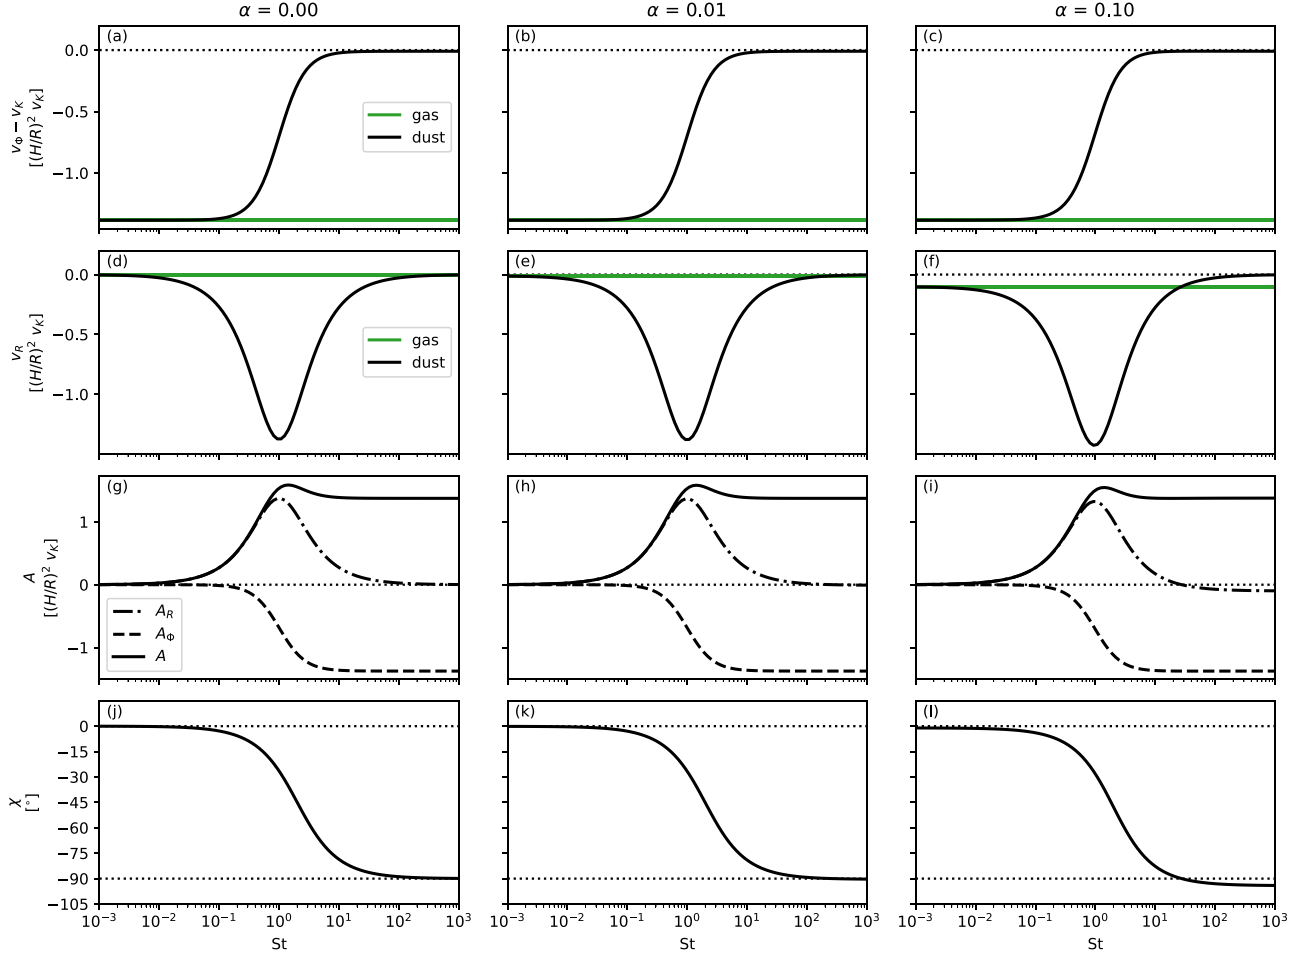 α = 0.00
α = 0.01
α = 0.10
(a)
(b)
(c)
0.0
−0.5
−1.0
v_Φ − v_K
[(H/R)² v_K]
gas
dust
(d)
(e)
(f)
0.0
−0.5
−1.0
v_R
[(H/R)² v_K]
gas
dust
(g)
(h)
(i)
1
0
−1
A
[(H/R)² v_K]
A_R
A_Φ
A
(j)
(k)
(l)
0
−15
−30
−45
−60
−75
−90
−105
χ
[°]
10⁻³ 10⁻² 10⁻¹ 10⁰ 10¹ 10² 10³
10⁻³ 10⁻² 10⁻¹ 10⁰ 10¹ 10² 10³
10⁻³ 10⁻² 10⁻¹ 10⁰ 10¹ 10² 10³
St
St
St